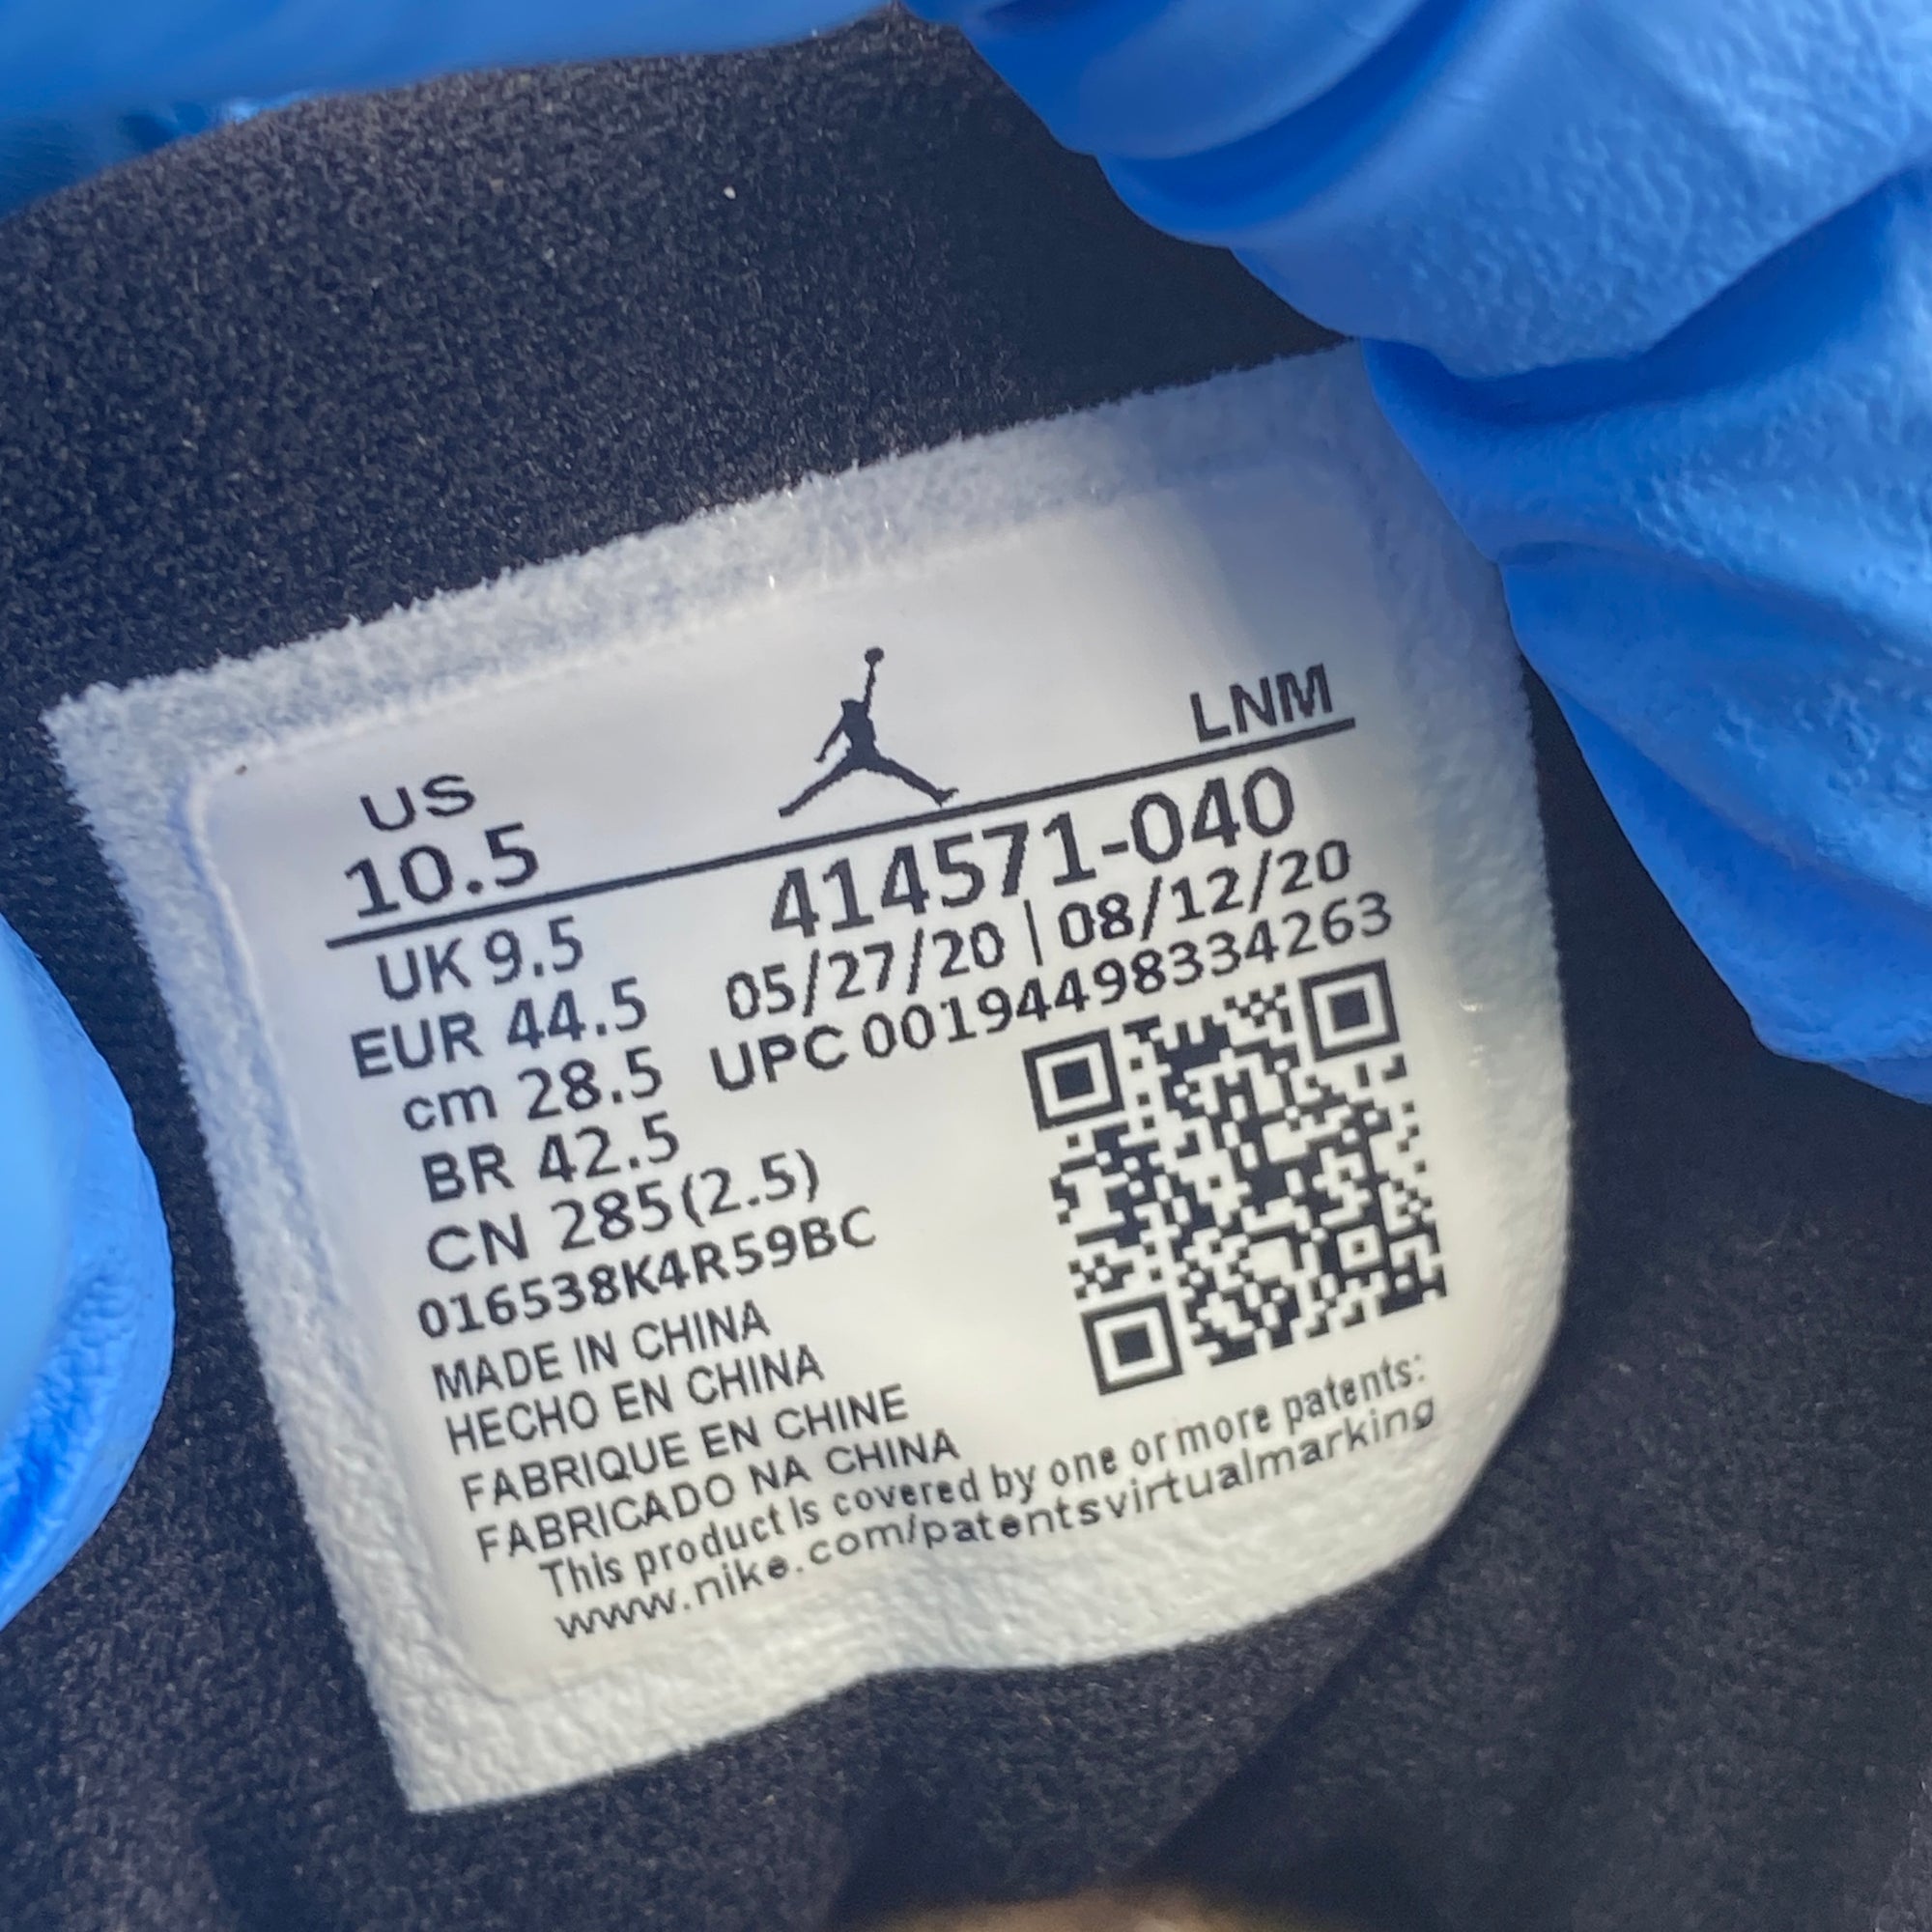 US
LNM
10.5
414571-040
UK 9.5
05/27/20 | 08/12/20
EUR 44.5
UPC 00194498334263
cm 28.5
BR 42.5
CN 285(2.5)
016538K4R59BC
MADE IN CHINA
HECHO EN CHINA
FABRIQUE EN CHINE
FABRICADO NA CHINA
This product is covered by one or more patents:
www.nike.com/patentsvirtualmarking